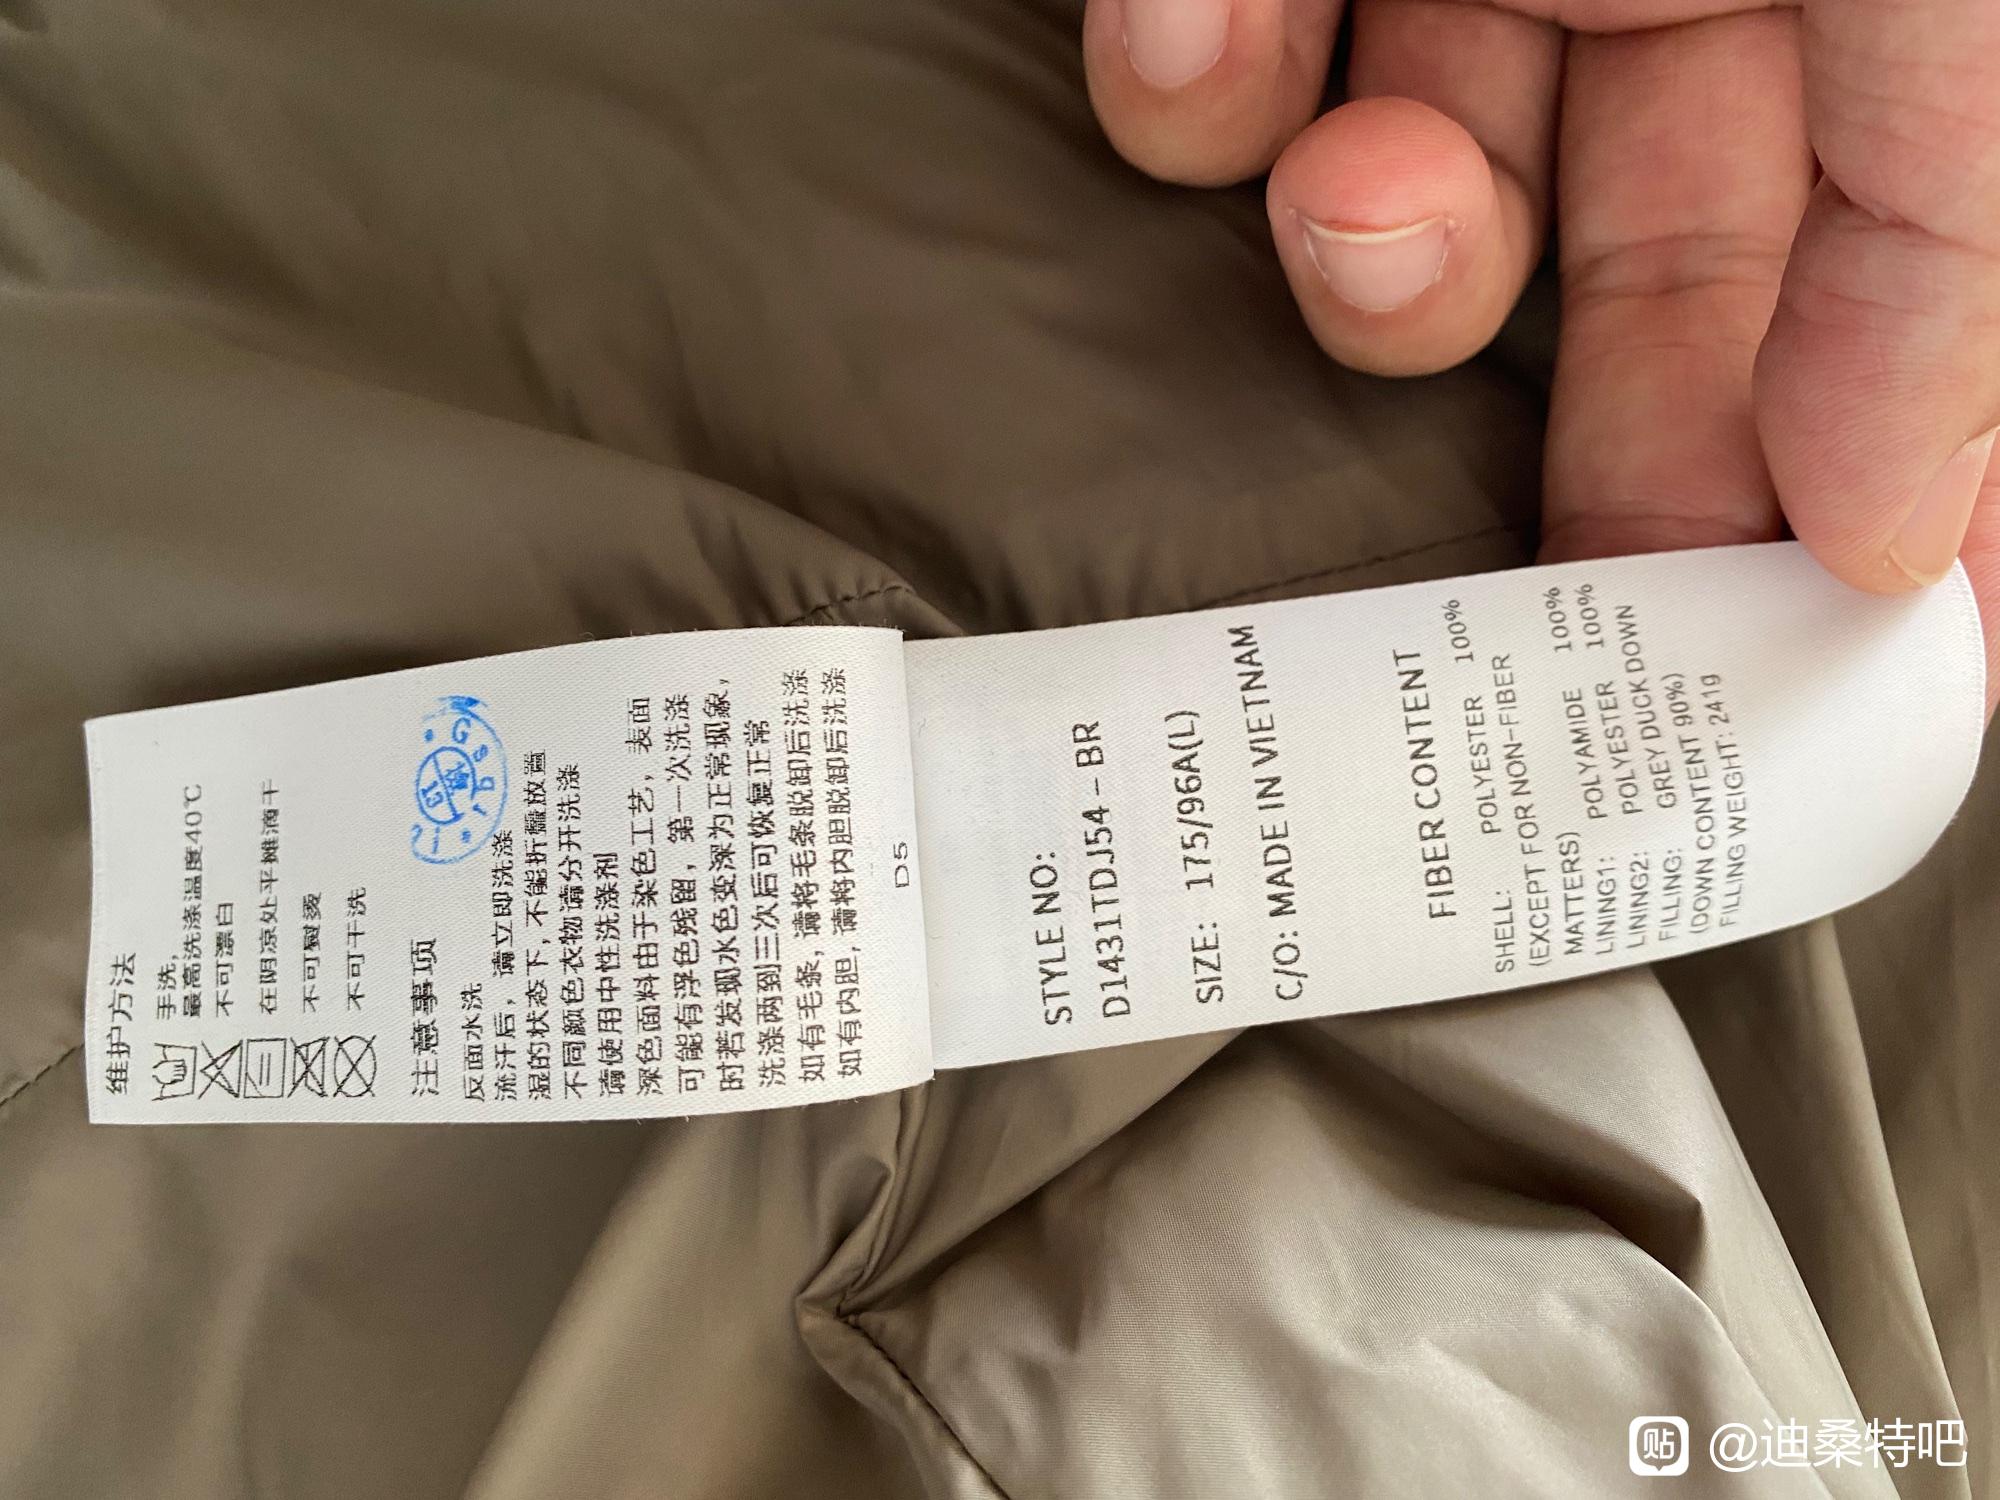 维护方法
手洗,
最高洗涤温度40℃
不可漂白
在阴凉处平摊滴干
不可熨烫
不可干洗
注意事项
反面水洗
流汗后，请立即洗涤
湿的状态下,不能折叠放置
不同颜色衣物请分开洗涤
请使用中性洗涤剂
深色面料由于染色工艺，表面
可能有浮色残留，第一次洗涤
时若发现水色变深为正常现象,
洗涤两到三次后可恢复正常
如有毛条，请将毛条脱卸后洗涤
如有内胆，请将内胆脱卸后洗涤
D5
STYLE NO:
D1431TDJ54-BR
SIZE: 175/96A(L)
C/O: MADE IN VIETNAM
FIBER CONTENT
SHELL: POLYESTER 100%
(EXCEPT FOR NON-FIBER
MATTERS)
LINING1: POLYAMIDE 100%
LINING2: POLYESTER 100%
FILLING: POLYESTER DUCK DOWN
GREY DUCK DOWN
(DOWN CONTENT 90%)
FILLING WEIGHT: 241g
贴 @迪桑特吧